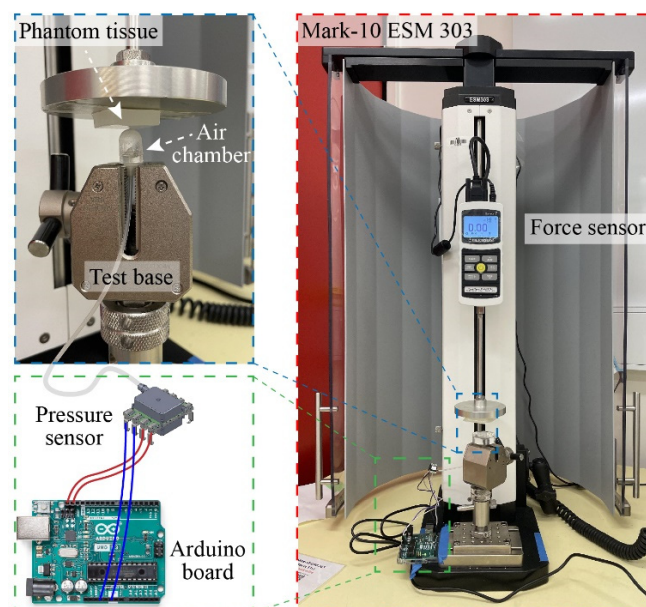 Phantom tissue
Air
chamber
Test base
Pressure
sensor
ARDUINO
UNO
Arduino
board
Mark-10 ESM 303
ESM303
0.00
Force sensor